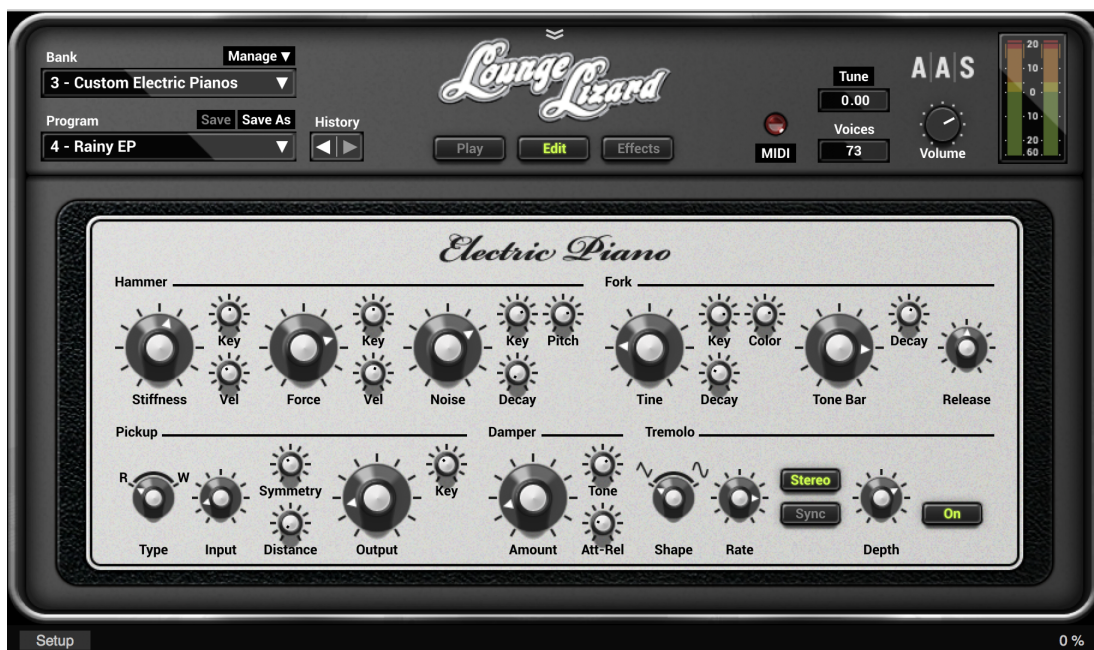 Bank
Manage ▼
3 - Custom Electric Pianos ▼
Program
Save
Save As
4 - Rainy EP ▼
History
Lounge
Lizard
Play
Edit
Effects
MIDI
Tune
0.00
Voices
73
A|A|S
Volume
20
10
0
10
20
60
Electric Piano
Hammer
Fork
Key
Key
Key
Pitch
Key
Color
Decay
Stiffness
Vel
Force
Vel
Noise
Decay
Tine
Decay
Tone Bar
Release
Pickup
Damper
Tremolo
R
W
Symmetry
Key
Tone
Stereo
Sync
On
Type
Input
Distance
Output
Amount
Att-Rel
Shape
Rate
Depth
Setup
0 %